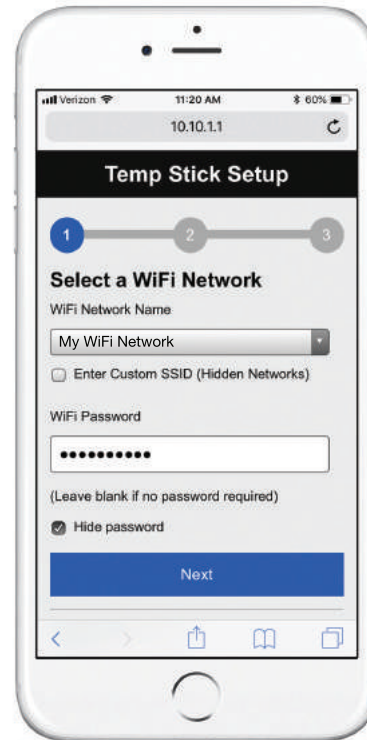 Verizon 11:20 AM 60%
10.10.1.1
Temp Stick Setup
1 2 3
Select a WiFi Network
WiFi Network Name
My WiFi Network
Enter Custom SSID (Hidden Networks)
WiFi Password
••••••••••
(Leave blank if no password required)
Hide password
Next